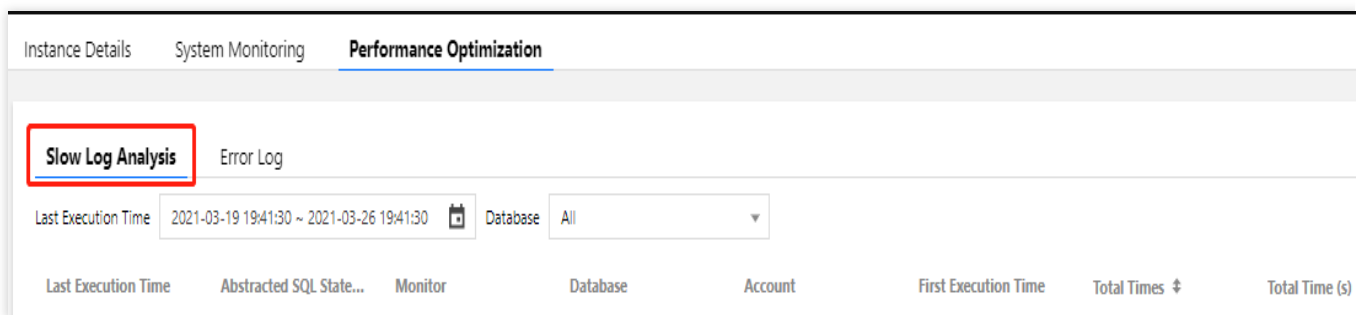 Instance Details System Monitoring Performance Optimization
Slow Log Analysis Error Log
Last Execution Time 2021-03-19 19:41:30 ~ 2021-03-26 19:41:30 Database All
Last Execution Time Abstracted SQL State... Monitor Database Account First Execution Time Total Times Total Time (s)